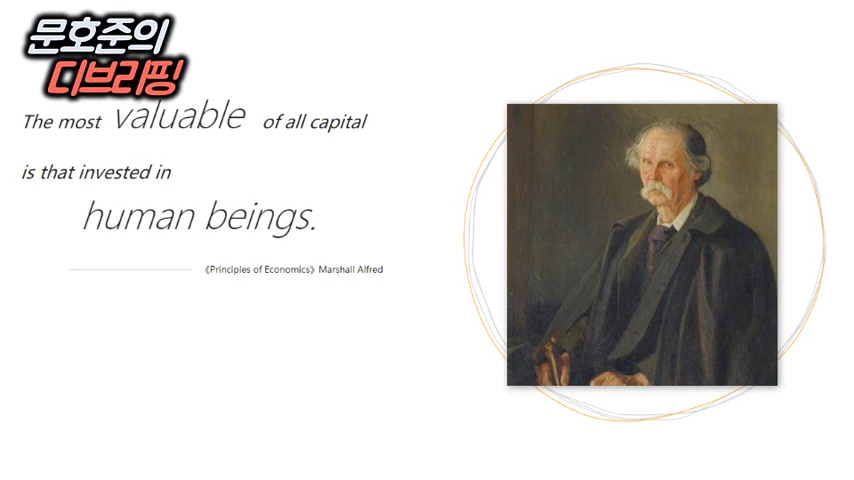 문호준의
디브리핑
The most valuable of all capital
is that invested in
human beings.
《Principles of Economics》Marshall Alfred